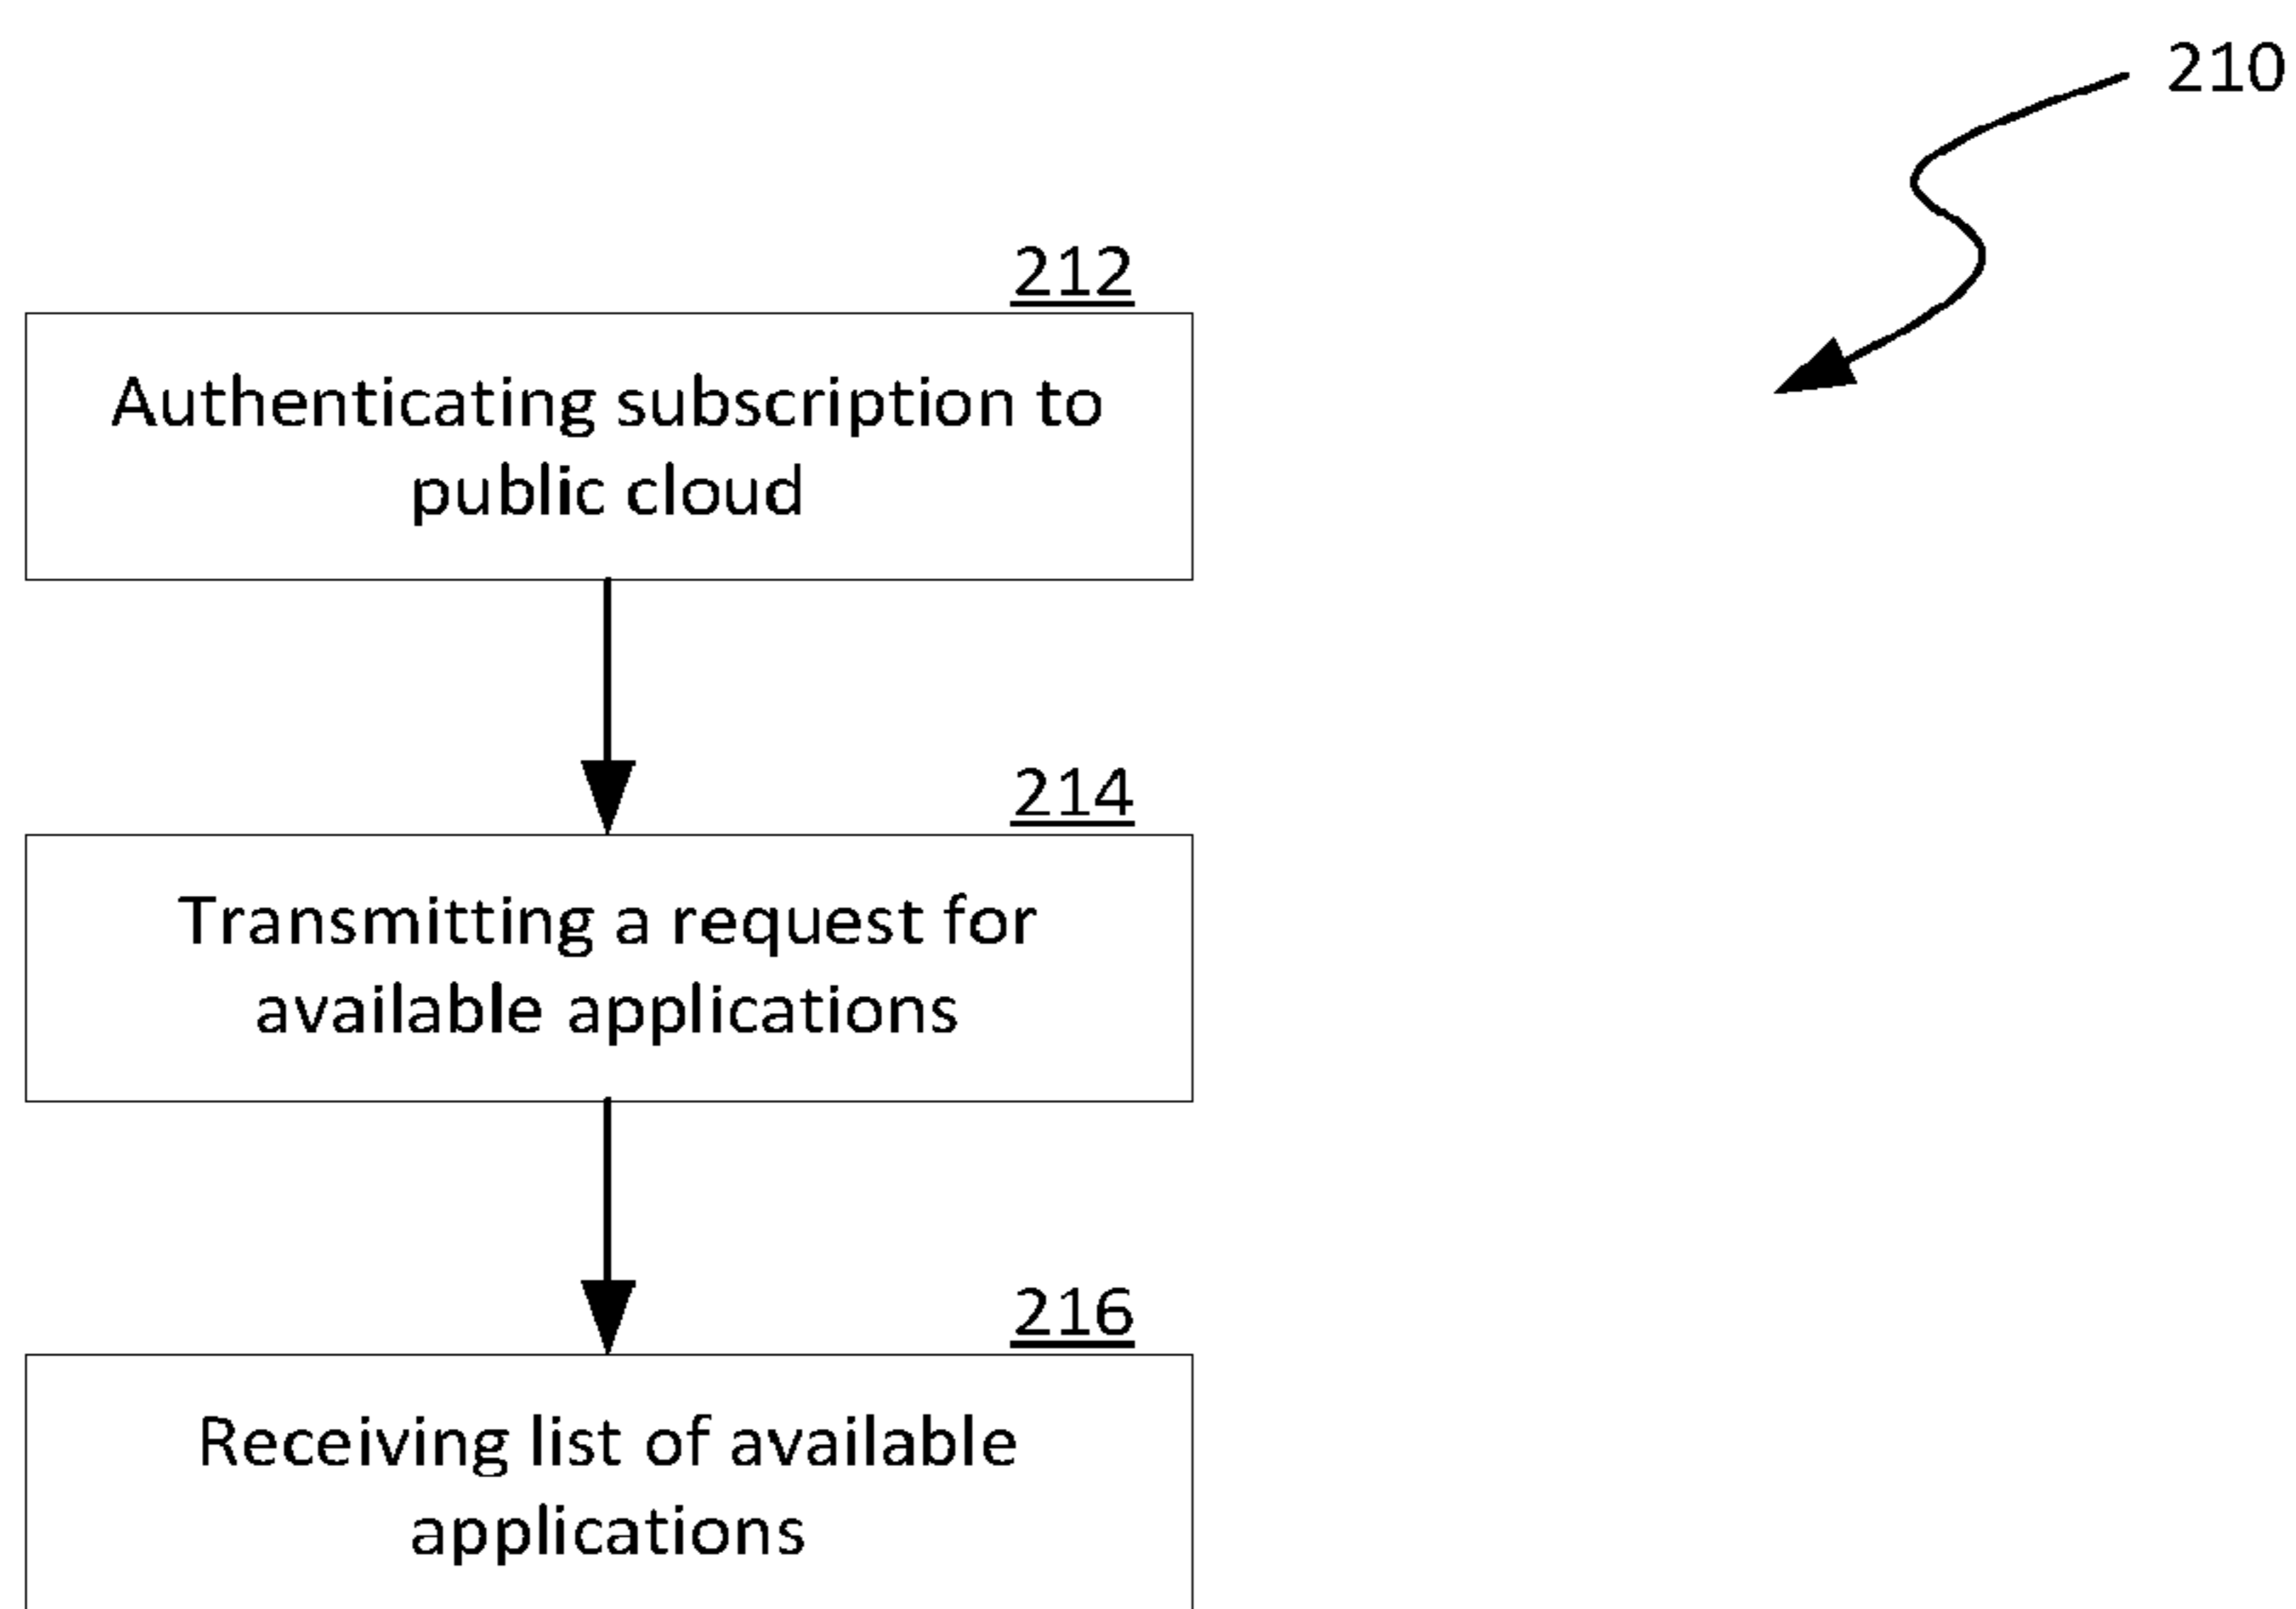 210
212
Authenticating subscription to
public cloud
214
Transmitting a request for
available applications
216
Receiving list of available
applications